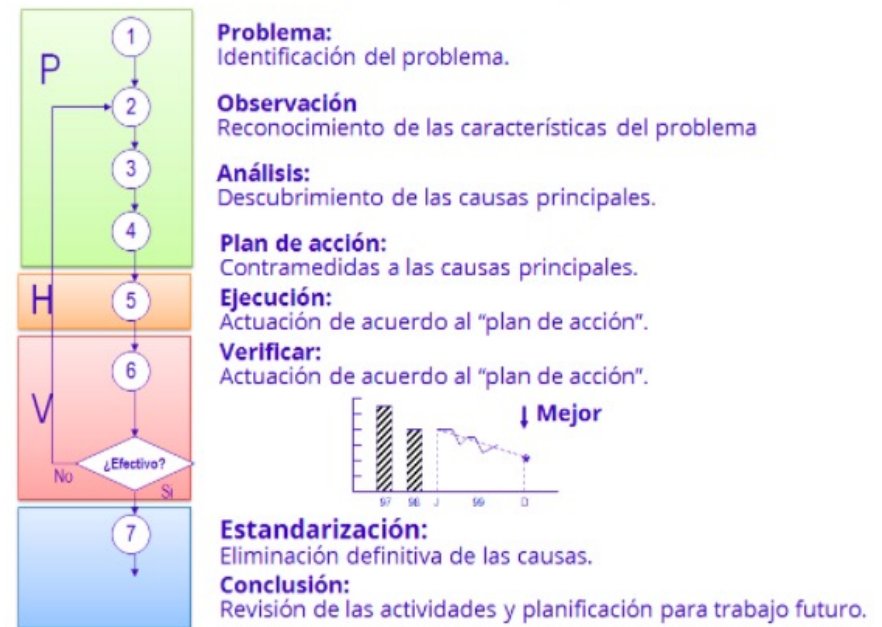 P
1
Problema:
Identificación del problema.
2
Observación
Reconocimiento de las características del problema
3
Análisis:
Descubrimiento de las causas principales.
4
Plan de acción:
Contramedidas a las causas principales.
H
5
Ejecución:
Actuación de acuerdo al “plan de acción”.
V
6
Verificar:
Actuación de acuerdo al “plan de acción”.
Mejor
¿Efectivo?
No
Si
97 98 J 99 D
7
Estandarización:
Eliminación definitiva de las causas.
Conclusión:
Revisión de las actividades y planificación para trabajo futuro.